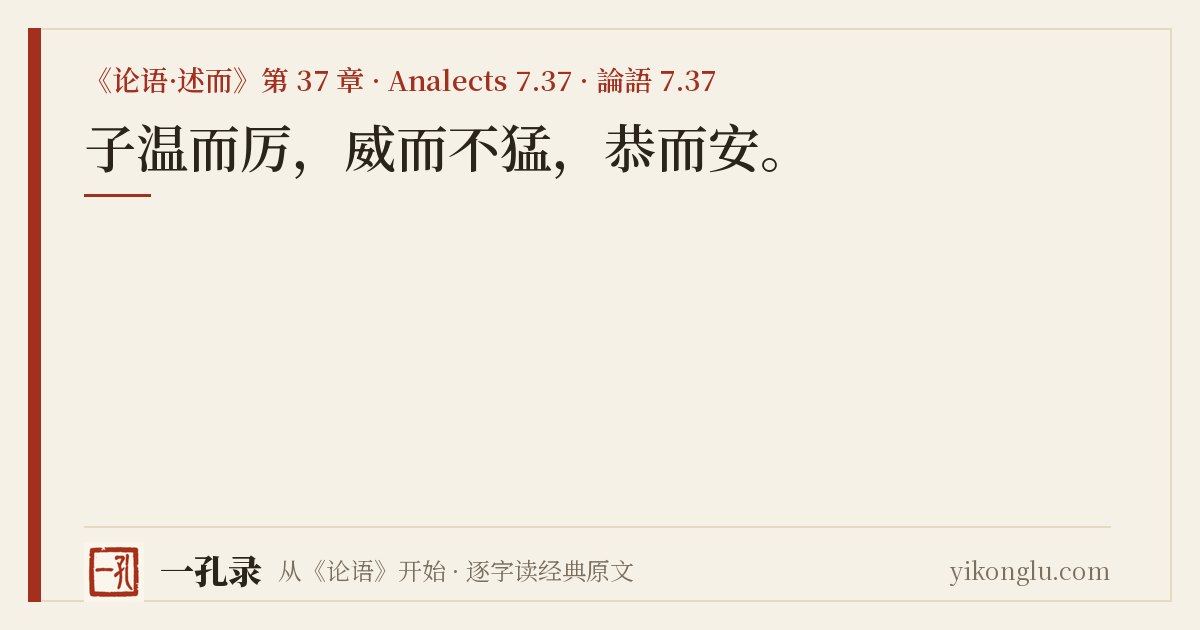 《论语·述而》第 37 章 · Analects 7.37 · 論語 7.37
子温而厉，威而不猛，恭而安。
一孔
一孔录 从《论语》开始 · 逐字读经典原文
yikonglu.com